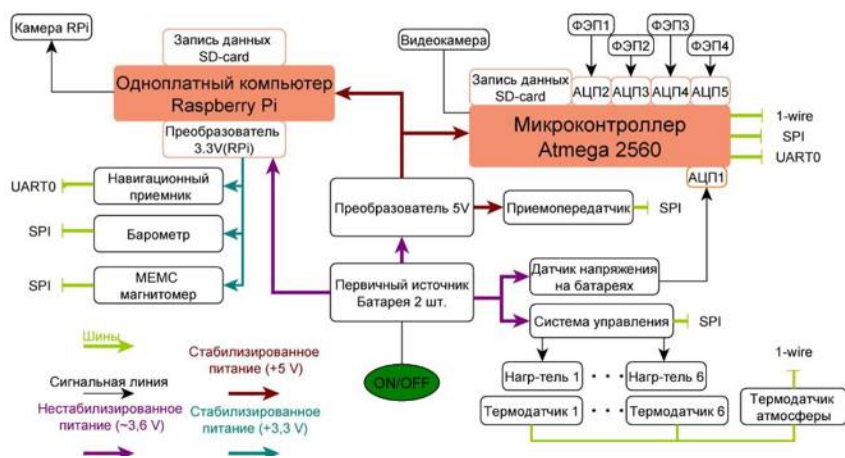 Камера RPi
Запись данных
SD-card
Одноплатный компьютер
Raspberry Pi
Преобразователь
3.3V(RPi)
UART0
Навигационный
приемник
SPI
Барометр
SPI
МЕМС
магнитомер
Видеокамера
ФЭП1
ФЭП2
ФЭП3
ФЭП4
Запись данных
SD-card
АЦП2
АЦП3
АЦП4
АЦП5
Микроконтроллер
Atmega 2560
1-wire
SPI
UART0
АЦП1
Преобразователь 5V
Приемопередатчик
SPI
Первичный источник
Батарея 2 шт.
Датчик напряжения
на батареях
Система управления
SPI
ON/OFF
Нагр-тель 1
· · ·
Нагр-тель 6
Термодатчик 1
· · ·
Термодатчик 6
1-wire
Термодатчик
атмосферы
Шины
Сигнальная линия
Нестабилизированное
питание (~3,6 V)
Стабилизированное
питание (+5 V)
Стабилизированное
питание (+3,3 V)